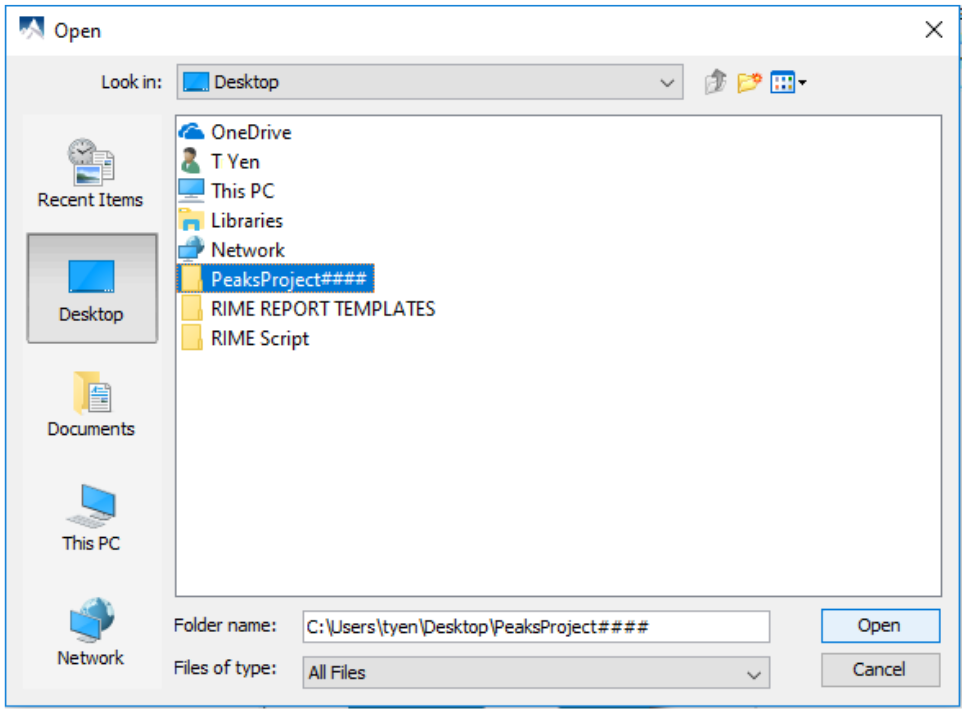 Open
Look in: Desktop
OneDrive
T Yen
This PC
Libraries
Network
PeaksProject####
RIME REPORT TEMPLATES
RIME Script
Recent Items
Desktop
Documents
This PC
Network
Folder name: C:\Users\tyen\Desktop\PeaksProject#### Open
Files of type: All Files Cancel